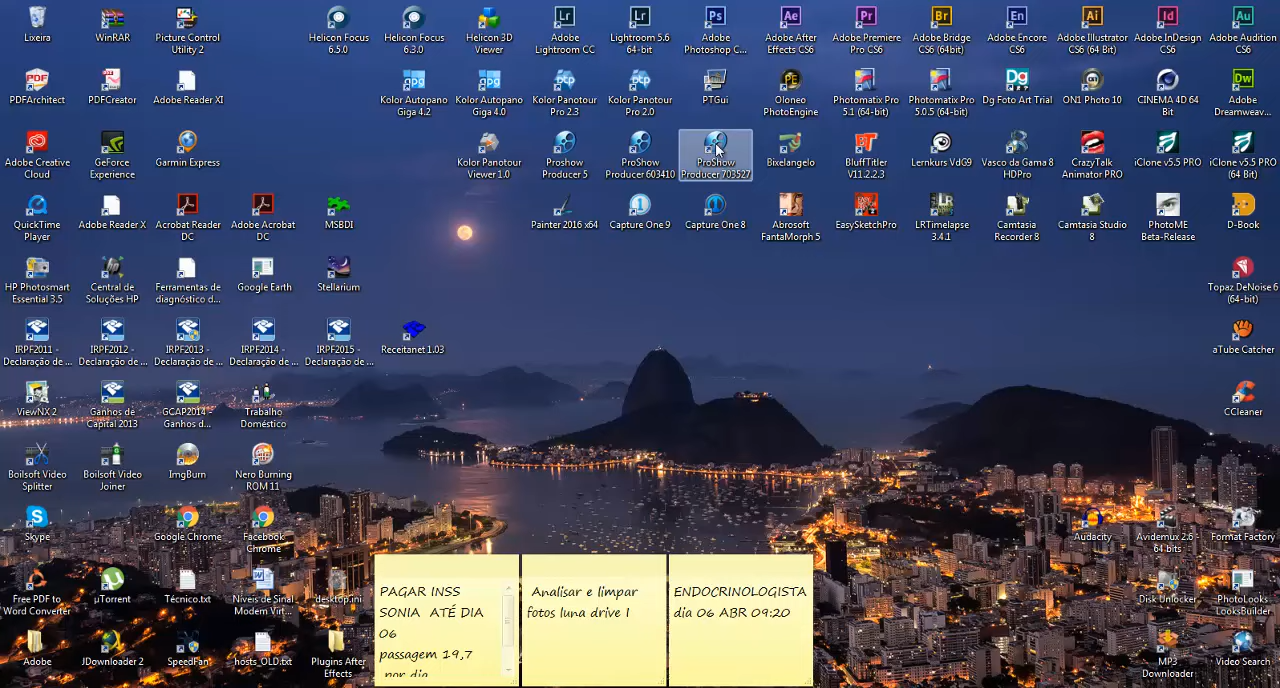 Lixeira
WinRAR
Picture Control
Utility 2
Helicon Focus
6.5.0
Helicon Focus
6.3.0
Helicon 3D
Viewer
Adobe
Lightroom CC
Lightroom 5.6
64-bit
Adobe
Photoshop C...
Adobe After
Effects CS6
Adobe Premiere
Pro CS6
Adobe Bridge
CS6 (64bit)
Adobe Encore
CS6
Adobe Illustrator
CS6 (64 Bit)
Adobe InDesign
CS6
Adobe Audition
CS6
PDFArchitect
PDFCreator
Adobe Reader XI
Kolor Autopano
Giga 4.2
Kolor Autopano
Giga 4.0
Kolor Panotour
Pro 2.3
Kolor Panotour
Pro 2.0
PTGui
Oloneo
PhotoEngine
Photomatix Pro
5.1 (64-bit)
Photomatix Pro
5.0.5 (64-bit)
Dg Foto Art Trial
ON1 Photo 10
CINEMA 4D 64
Bit
Adobe
Dreamweav...
Adobe Creative
Cloud
GeForce
Experience
Garmin Express
Kolor Panotour
Viewer 1.0
Proshow
Producer 5
ProShow
Producer 603410
ProShow
Producer 703527
Bixelangelo
BluffTitler
V11.2.2.3
Lernkurs VdG9
Vasco da Gama 8
HDPro
CrazyTalk
Animator PRO
iClone v5.5 PRO
iClone v5.5 PRO
(64 Bit)
QuickTime
Player
Adobe Reader X
Acrobat Reader
DC
Adobe Acrobat
DC
MSBDI
Painter 2016 x64
Capture One 9
Capture One 8
Abrosoft
FantaMorph 5
EasySketchPro
LRTimelapse
3.4.1
Camtasia
Recorder 8
Camtasia Studio
8
PhotoME
Beta-Release
D-Book
HP Photosmart
Essential 3.5
Central de
Soluções HP
Ferramentas de
diagnóstico d...
Google Earth
Stellarium
Topaz DeNoise 6
(64-bit)
IRPF2011 -
Declaração de ...
IRPF2012 -
Declaração de ...
IRPF2013 -
Declaração de ...
IRPF2014 -
Declaração de ...
IRPF2015 -
Declaração de ...
Receitanet 1.03
aTube Catcher
ViewNX 2
Ganhos de
Capital 2013
GCAP2014 -
Ganhos d...
Trabalho
Doméstico
CCleaner
Boilsoft Video
Splitter
Boilsoft Video
Joiner
ImgBurn
Nero Burning
ROM 11
Skype
Google Chrome
Facebook
Chrome
Audacity
Avidemux 2.6 -
64 bits
Format Factory
Free PDF to
Word Converter
µTorrent
Técnico.txt
Níveis de Sinal
Modem Virt...
desktop.ini
Disk Unlocker
PhotoLooks
LooksBuilder
Adobe
JDownloader 2
SpeedFan
hosts_OLD.txt
Plugins After
Effects
MP3
Downloader
Video Search
PAGAR INSS
SONIA ATÉ DIA
06
passagem 19,7
por dia
Analisar e limpar
fotos luna drive I
ENDOCRINOLOGISTA
dia 06 ABR 09:20